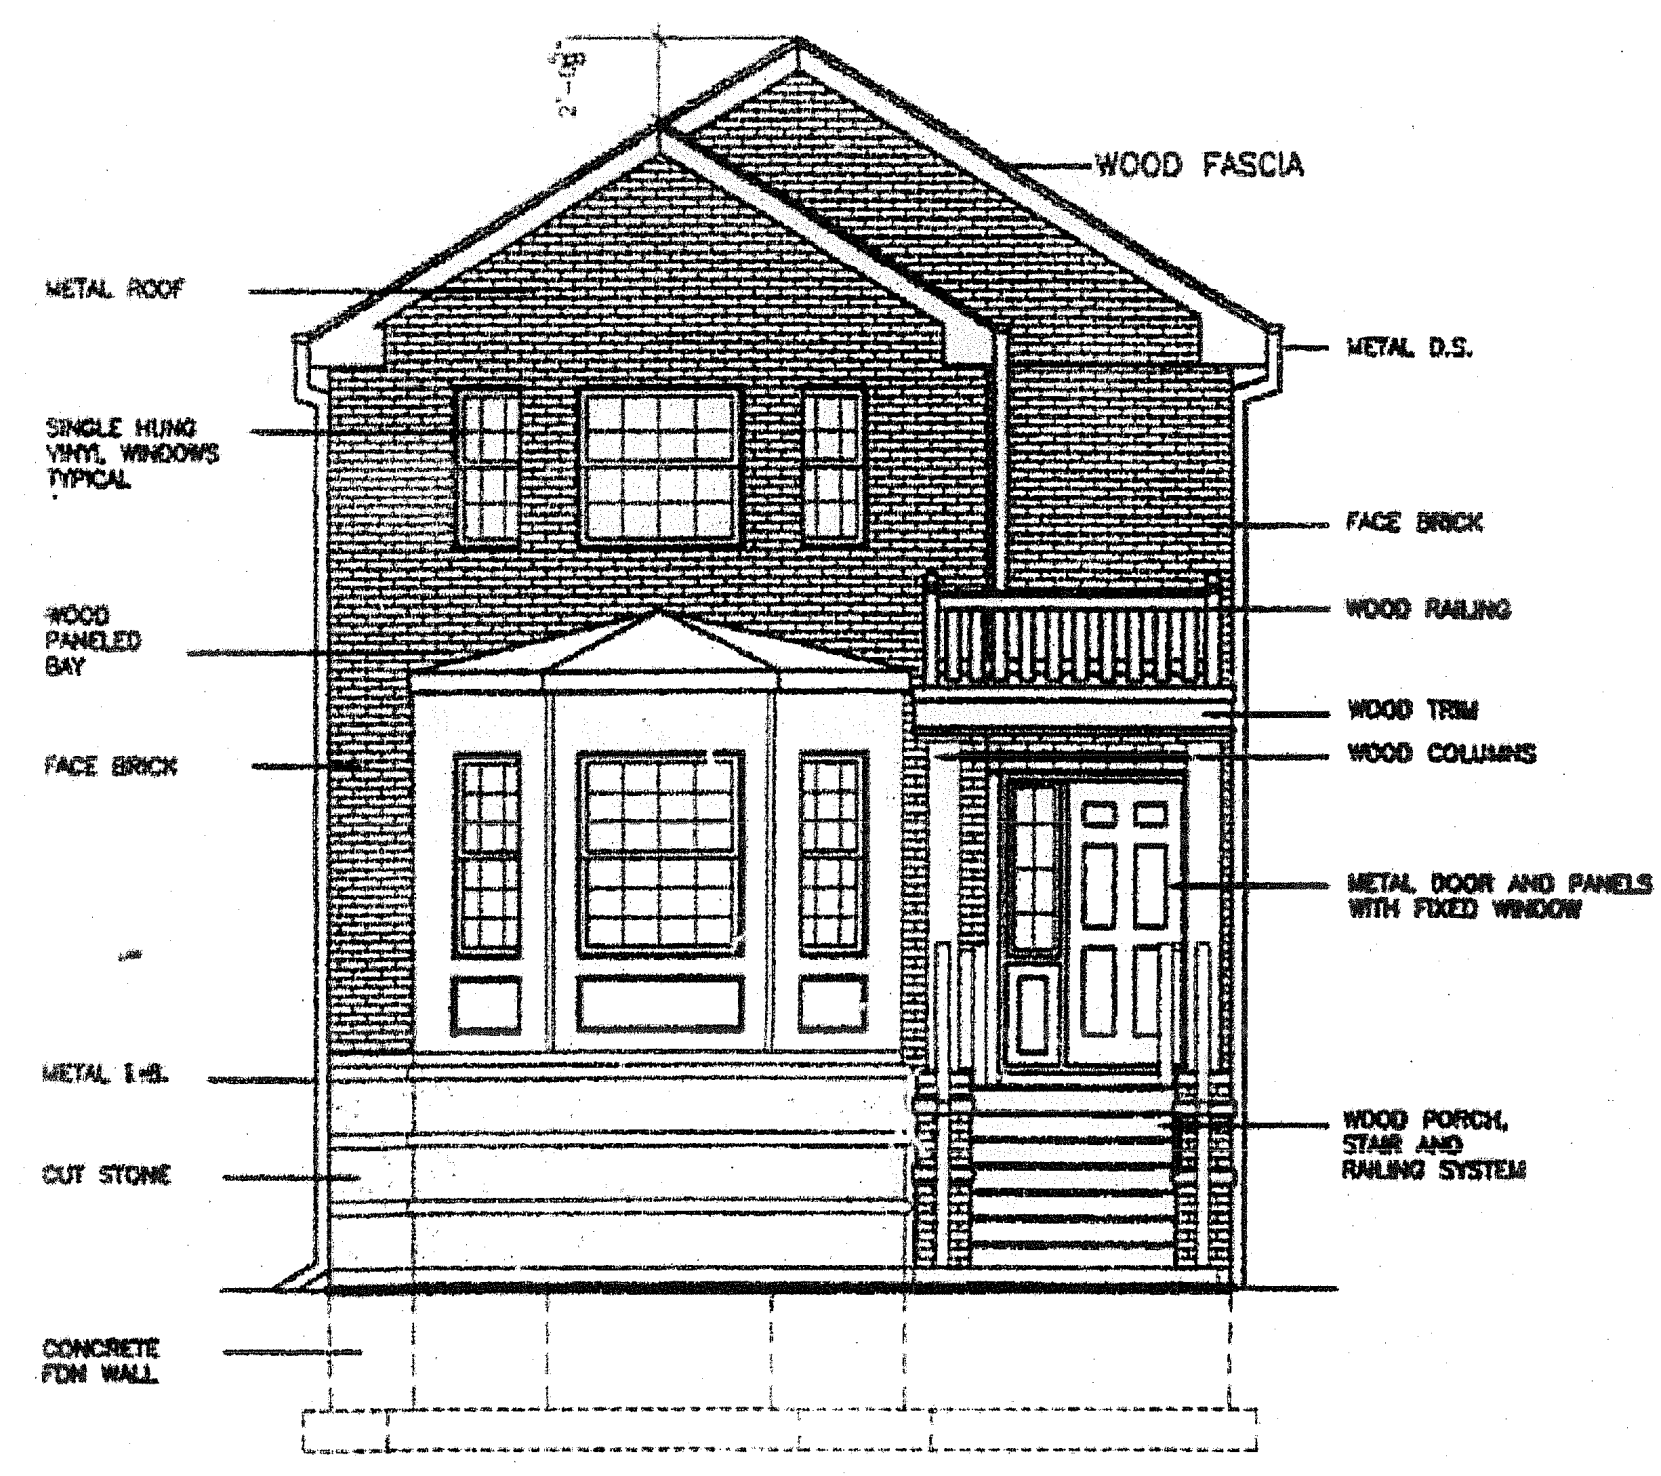 WOOD FASCIA
METAL ROOF
METAL D.S.
SINGLE HUNG
VINYL WINDOWS
TYPICAL
FACE BRICK
WOOD
PANELED
BAY
WOOD RAILING
WOOD TRIM
WOOD COLUMNS
FACE BRICK
METAL DOOR AND PANELS
WITH FIXED WINDOW
METAL
WOOD PORCH,
STAIR AND
RAILING SYSTEM
CUT STONE
CONCRETE
FDN WALL